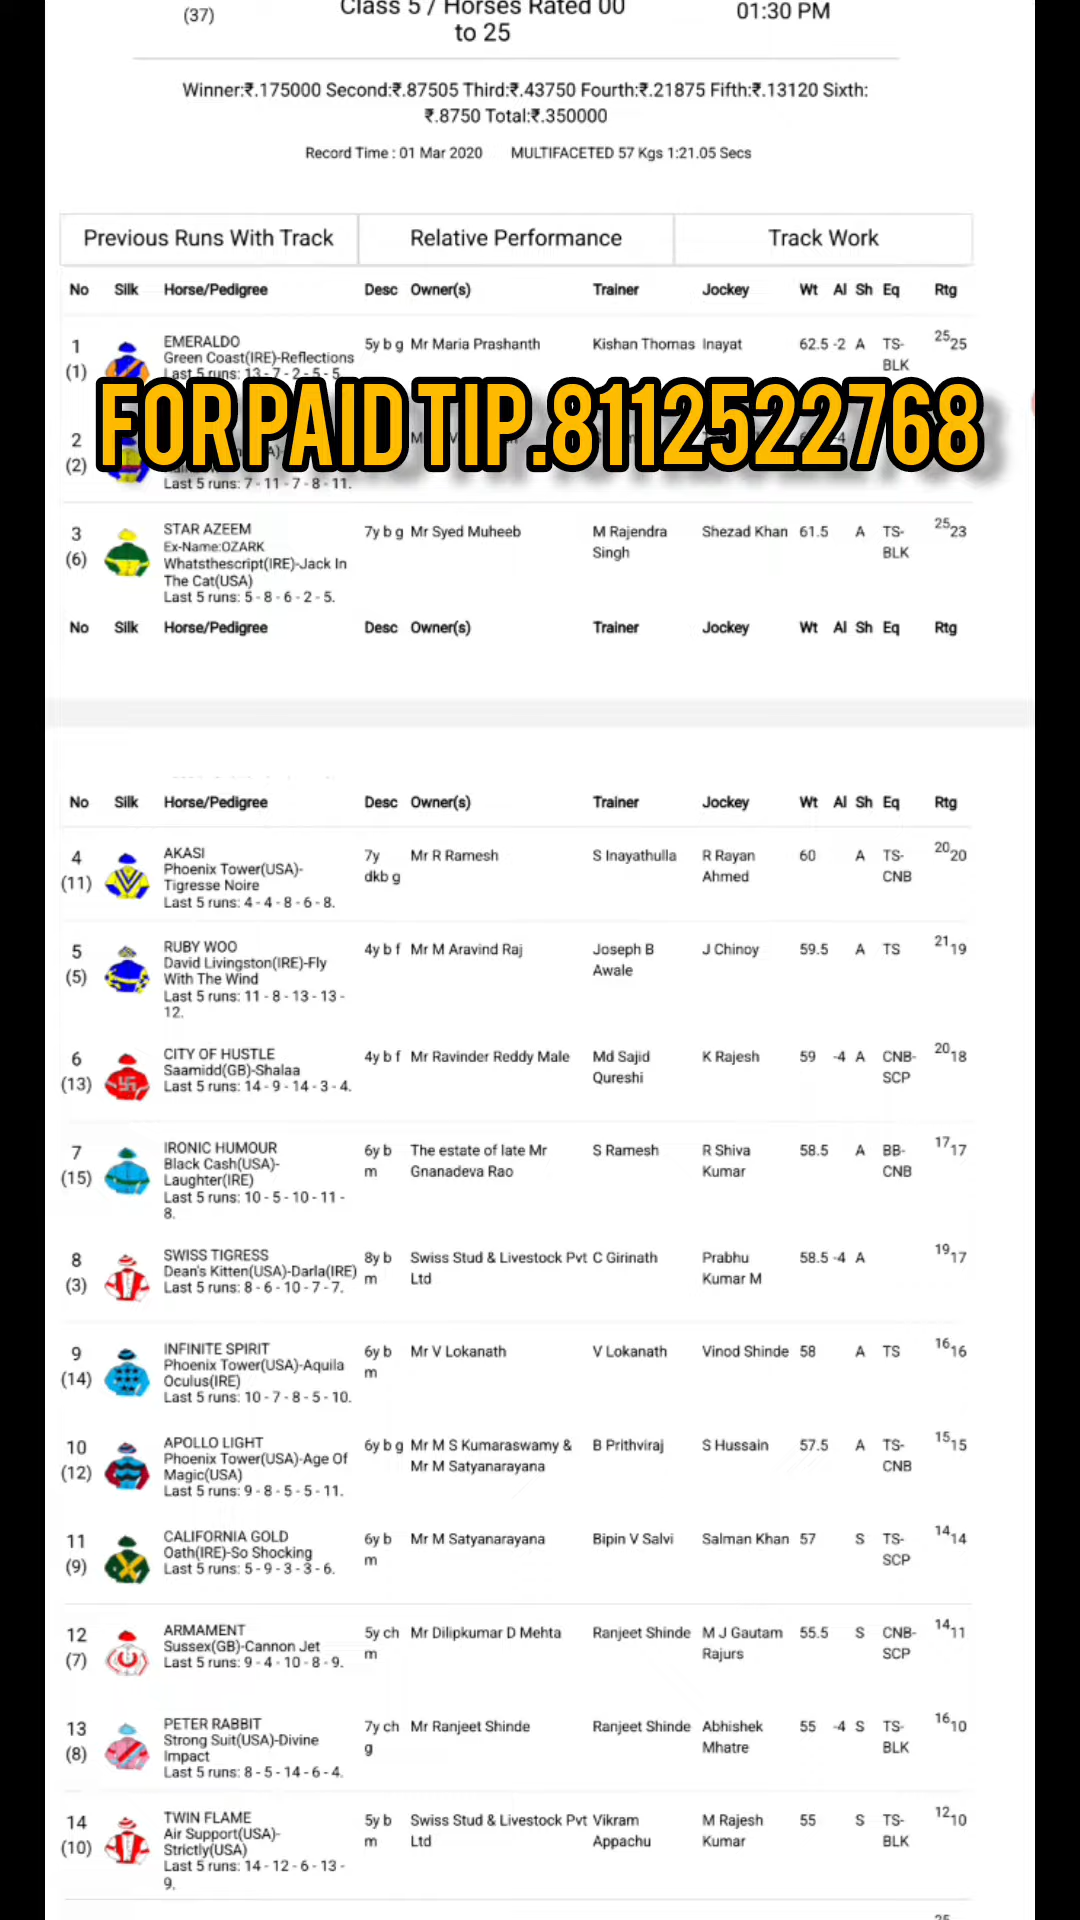 Class 5 / Horses Rated 00
(37) 01:30 PM
to 25
Winner:₹.175000 Second:₹.87505 Third:₹.43750 Fourth:₹.21875 Fifth:₹.13120 Sixth:
₹.8750 Total:₹.350000
Record Time : 01 Mar 2020 MULTIFACETED 57 Kgs 1:21.05 Secs
Previous Runs With Track Relative Performance Track Work
No Silk Horse/Pedigree Desc Owner(s) Trainer Jockey Wt Al Sh Eq Rtg
1 EMERALDO 5y b g Mr Maria Prashanth Kishan Thomas Inayat 62.5 -2 A TS- 25 25
(1) Green Coast(IRE)-Reflections BLK
Last 5 runs: 13 - 7 - 2 - 5 - 5.
FOR PAID TIP.8112522768
2
(2)
Last 5 runs: 7 - 11 - 7 - 8 - 11.
3 STAR AZEEM 7y b g Mr Syed Muheeb M Rajendra Shezad Khan 61.5 A TS- 25 23
(6) Ex-Name:OZARK Singh BLK
Whatsthescript(IRE)-Jack In
The Cat(USA)
Last 5 runs: 5 - 8 - 6 - 2 - 5.
No Silk Horse/Pedigree Desc Owner(s) Trainer Jockey Wt Al Sh Eq Rtg
No Silk Horse/Pedigree Desc Owner(s) Trainer Jockey Wt Al Sh Eq Rtg
4 AKASI 7y Mr R Ramesh S Inayathulla R Rayan 60 A TS- 20 20
(11) Phoenix Tower(USA)- dkb g Ahmed CNB
Tigresse Noire
Last 5 runs: 4 - 4 - 8 - 6 - 8.
5 RUBY WOO 4y b f Mr M Aravind Raj Joseph B J Chinoy 59.5 A TS 21 19
(5) David Livingston(IRE)-Fly Awale
With The Wind
Last 5 runs: 11 - 8 - 13 - 13 -
12.
6 CITY OF HUSTLE 4y b f Mr Ravinder Reddy Male Md Sajid K Rajesh 59 -4 A CNB- 20 18
(13) Saamidd(GB)-Shalaa Qureshi SCP
Last 5 runs: 14 - 9 - 14 - 3 - 4.
7 IRONIC HUMOUR 6y b The estate of late Mr S Ramesh R Shiva 58.5 A BB- 17 17
(15) Black Cash(USA)- m Gnanadeva Rao Kumar CNB
Laughter(IRE)
Last 5 runs: 10 - 5 - 10 - 11 -
8.
8 SWISS TIGRESS 8y b Swiss Stud & Livestock Pvt C Girinath Prabhu 58.5 -4 A 19 17
(3) Dean's Kitten(USA)-Darla(IRE) m Ltd Kumar M
Last 5 runs: 8 - 6 - 10 - 7 - 7.
9 INFINITE SPIRIT 6y b Mr V Lokanath V Lokanath Vinod Shinde 58 A TS 16 16
(14) Phoenix Tower(USA)-Aquila m
Oculus(IRE)
Last 5 runs: 10 - 7 - 8 - 5 - 10.
10 APOLLO LIGHT 6y b g Mr M S Kumaraswamy & B Prithviraj S Hussain 57.5 A TS- 15 15
(12) Phoenix Tower(USA)-Age Of Mr M Satyanarayana CNB
Magic(USA)
Last 5 runs: 9 - 8 - 5 - 5 - 11.
11 CALIFORNIA GOLD 6y b Mr M Satyanarayana Bipin V Salvi Salman Khan 57 S TS- 14 14
(9) Oath(IRE)-So Shocking m SCP
Last 5 runs: 5 - 9 - 3 - 3 - 6.
12 ARMAMENT 5y ch Mr Dilipkumar D Mehta Ranjeet Shinde M J Gautam 55.5 S CNB- 14 11
(7) Sussex(GB)-Cannon Jet m Rajurs SCP
Last 5 runs: 9 - 4 - 10 - 8 - 9.
13 PETER RABBIT 7y ch Mr Ranjeet Shinde Ranjeet Shinde Abhishek 55 -4 S TS- 16 10
(8) Strong Suit(USA)-Divine g Mhatre BLK
Impact
Last 5 runs: 8 - 5 - 14 - 6 - 4.
14 TWIN FLAME 5y b Swiss Stud & Livestock Pvt Vikram M Rajesh 55 S TS- 12 10
(10) Air Support(USA)- m Ltd Appachu Kumar BLK
Strictly(USA)
Last 5 runs: 14 - 12 - 6 - 13 -
9.